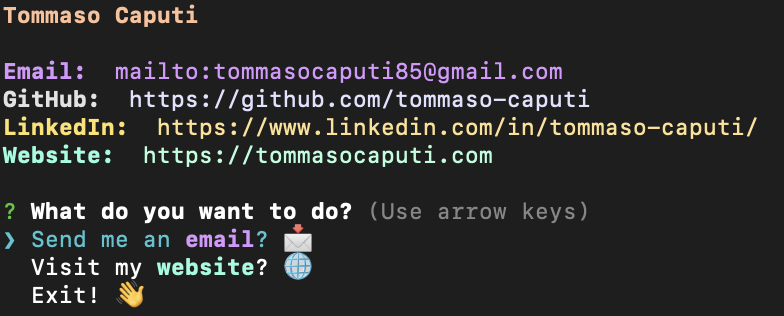 Tommaso Caputi
Email: mailto:tommasocaputi85@gmail.com
GitHub: https://github.com/tommaso-caputi
LinkedIn: https://www.linkedin.com/in/tommaso-caputi/
Website: https://tommasocaputi.com
? What do you want to do? (Use arrow keys)
❯ Send me an email? 📩
Visit my website? 🌐
Exit! 👋